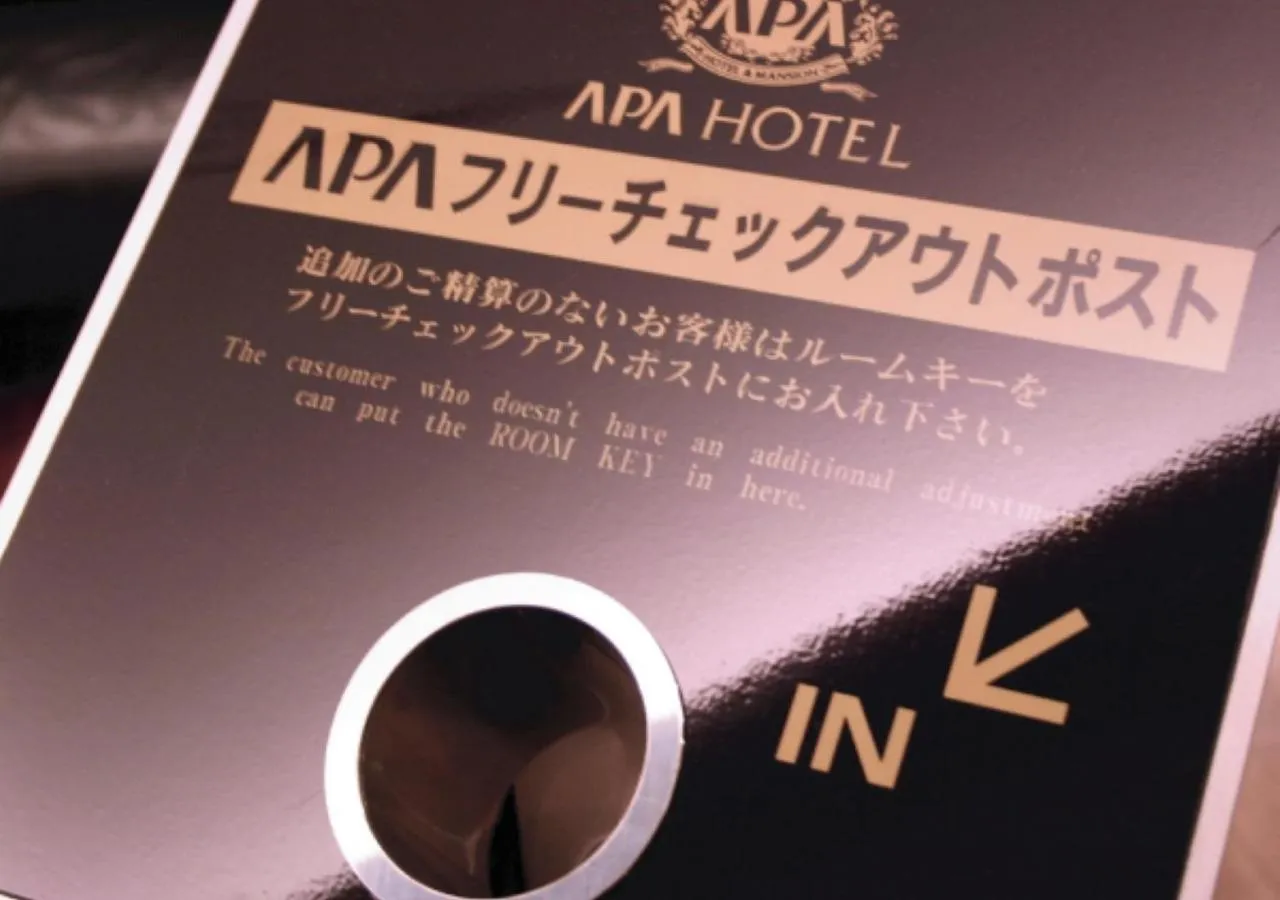 APA
HOTEL & MANSION
APA HOTEL
APAフリーチェックアウトポスト
追加のご精算のないお客様はルームキーを
フリーチェックアウトポストにお入れ下さい。
The customer who doesn't have an additional adjustment
can put the ROOM KEY in here.
IN